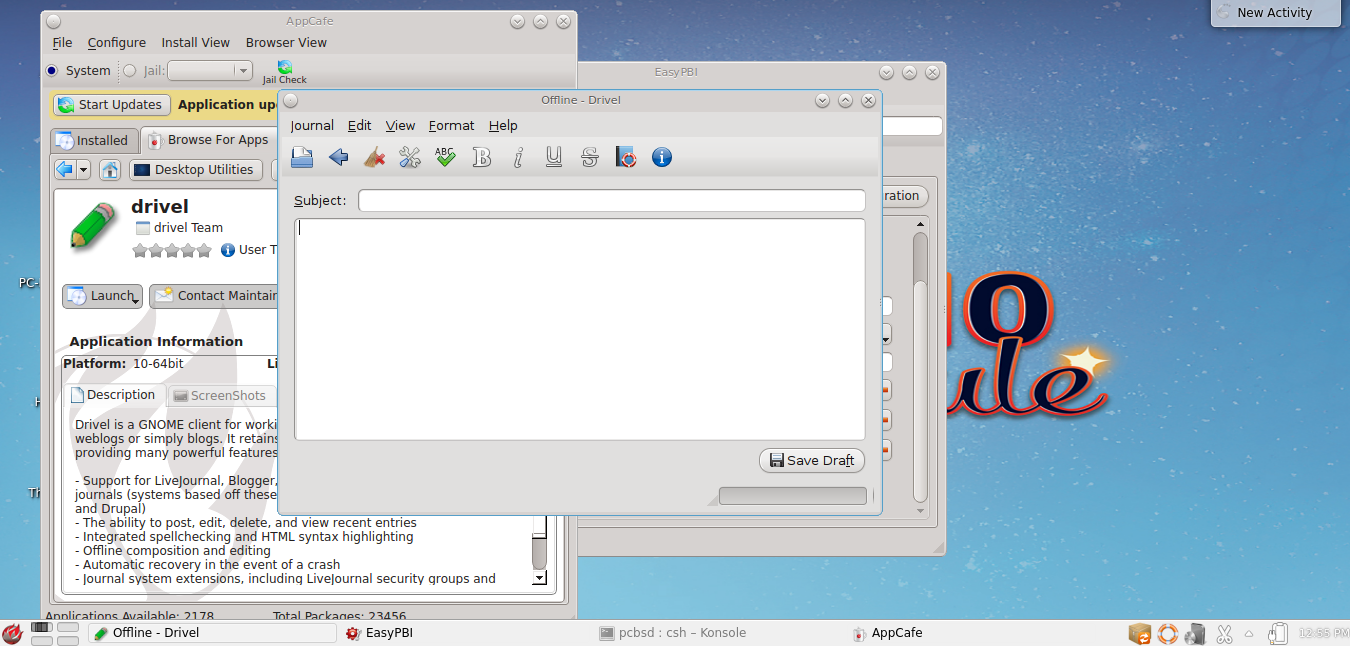 New Activity
AppCafe
File Configure Install View Browser View
System Jail: Jail Check
Start Updates Application up
Installed Browse For Apps
Desktop Utilities
drivel
drivel Team
User T
Launch Contact Maintain
Application Information
Platform: 10-64bit Li
Description ScreenShots
Drivel is a GNOME client for worki
weblogs or simply blogs. It retains
providing many powerful features
- Support for LiveJournal, Blogger,
journals (systems based off these
and Drupal)
- The ability to post, edit, delete, and view recent entries
- Integrated spellchecking and HTML syntax highlighting
- Offline composition and editing
- Automatic recovery in the event of a crash
- Journal system extensions, including LiveJournal security groups and
Applications Available: 2178 Total Packages: 23456
EasyPBI
ration
Offline - Drivel
Journal Edit View Format Help
ABC B i U S i
Subject:
Save Draft
PC-
H
Th
Offline - Drivel EasyPBI pcbsd : csh – Konsole AppCafe 12:55 PM